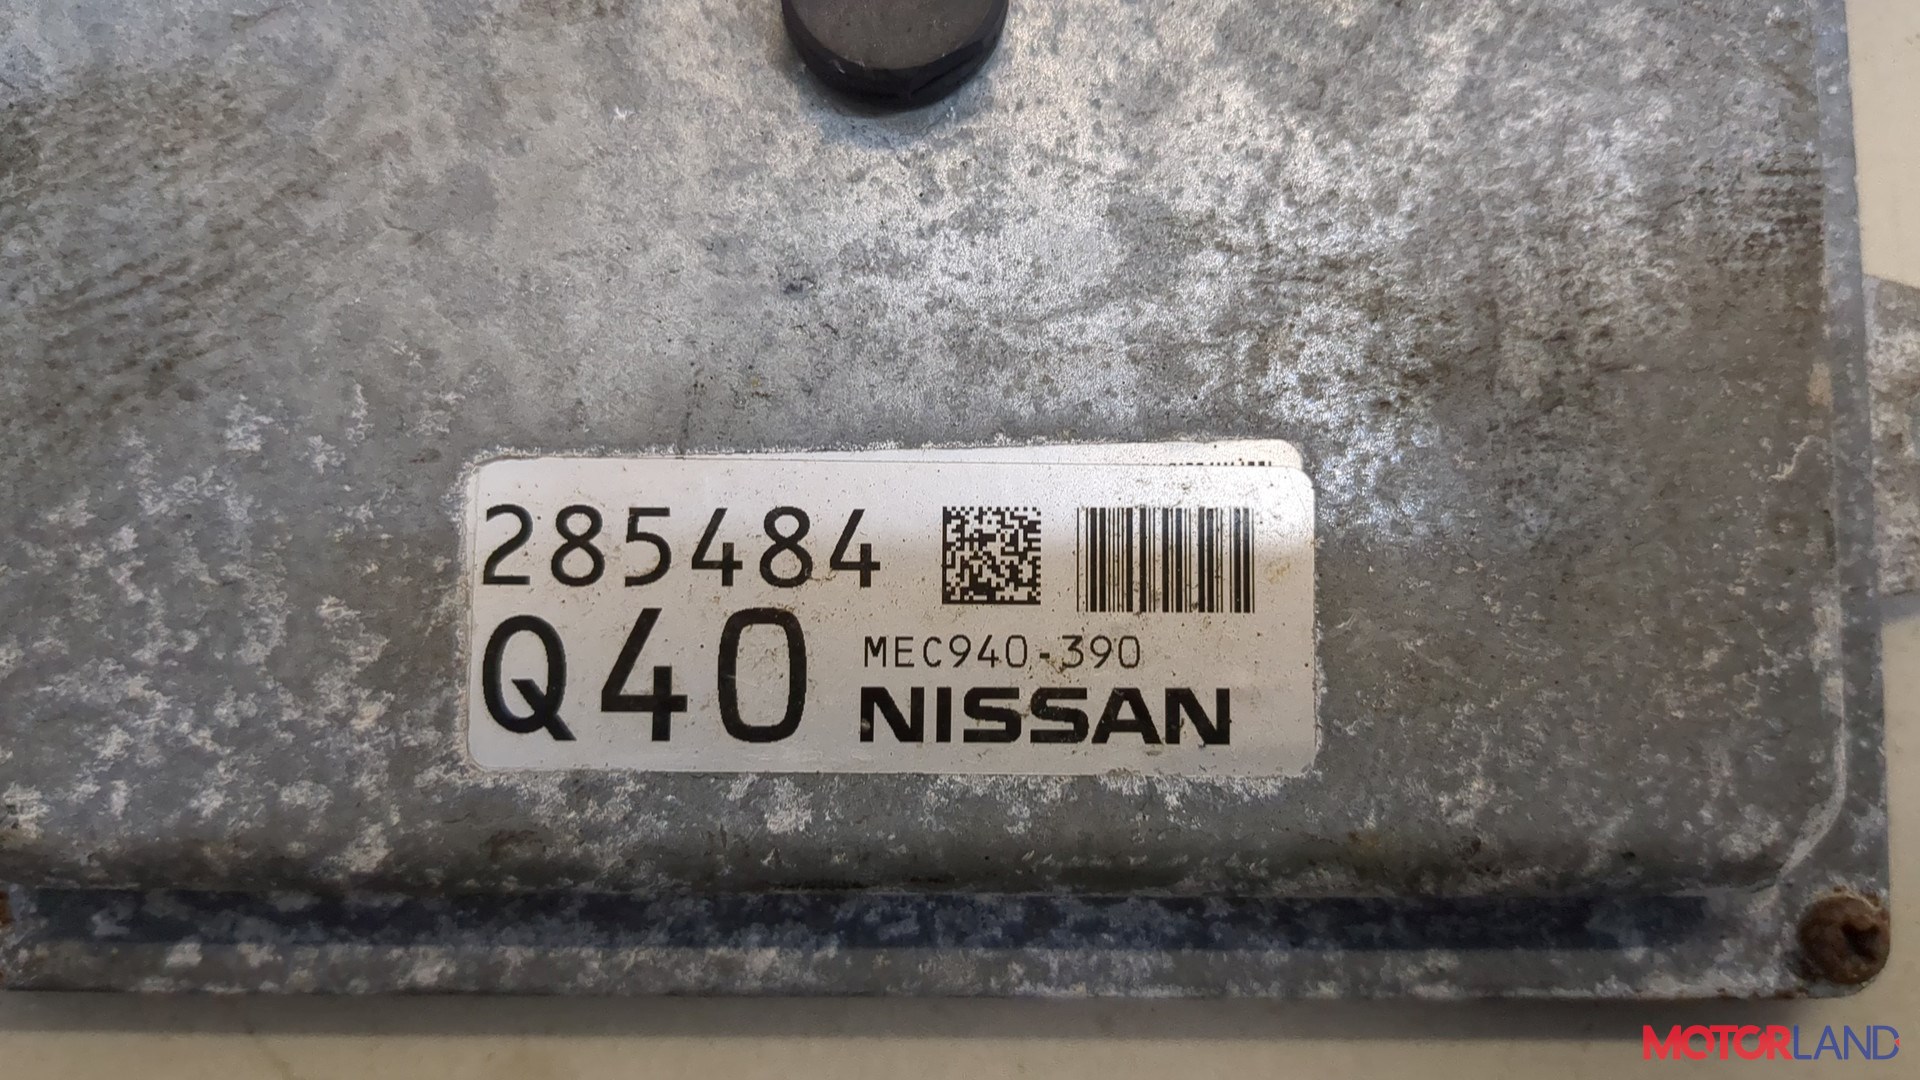 285484
Q40
MEC940-390
NISSAN
MOTORLAND